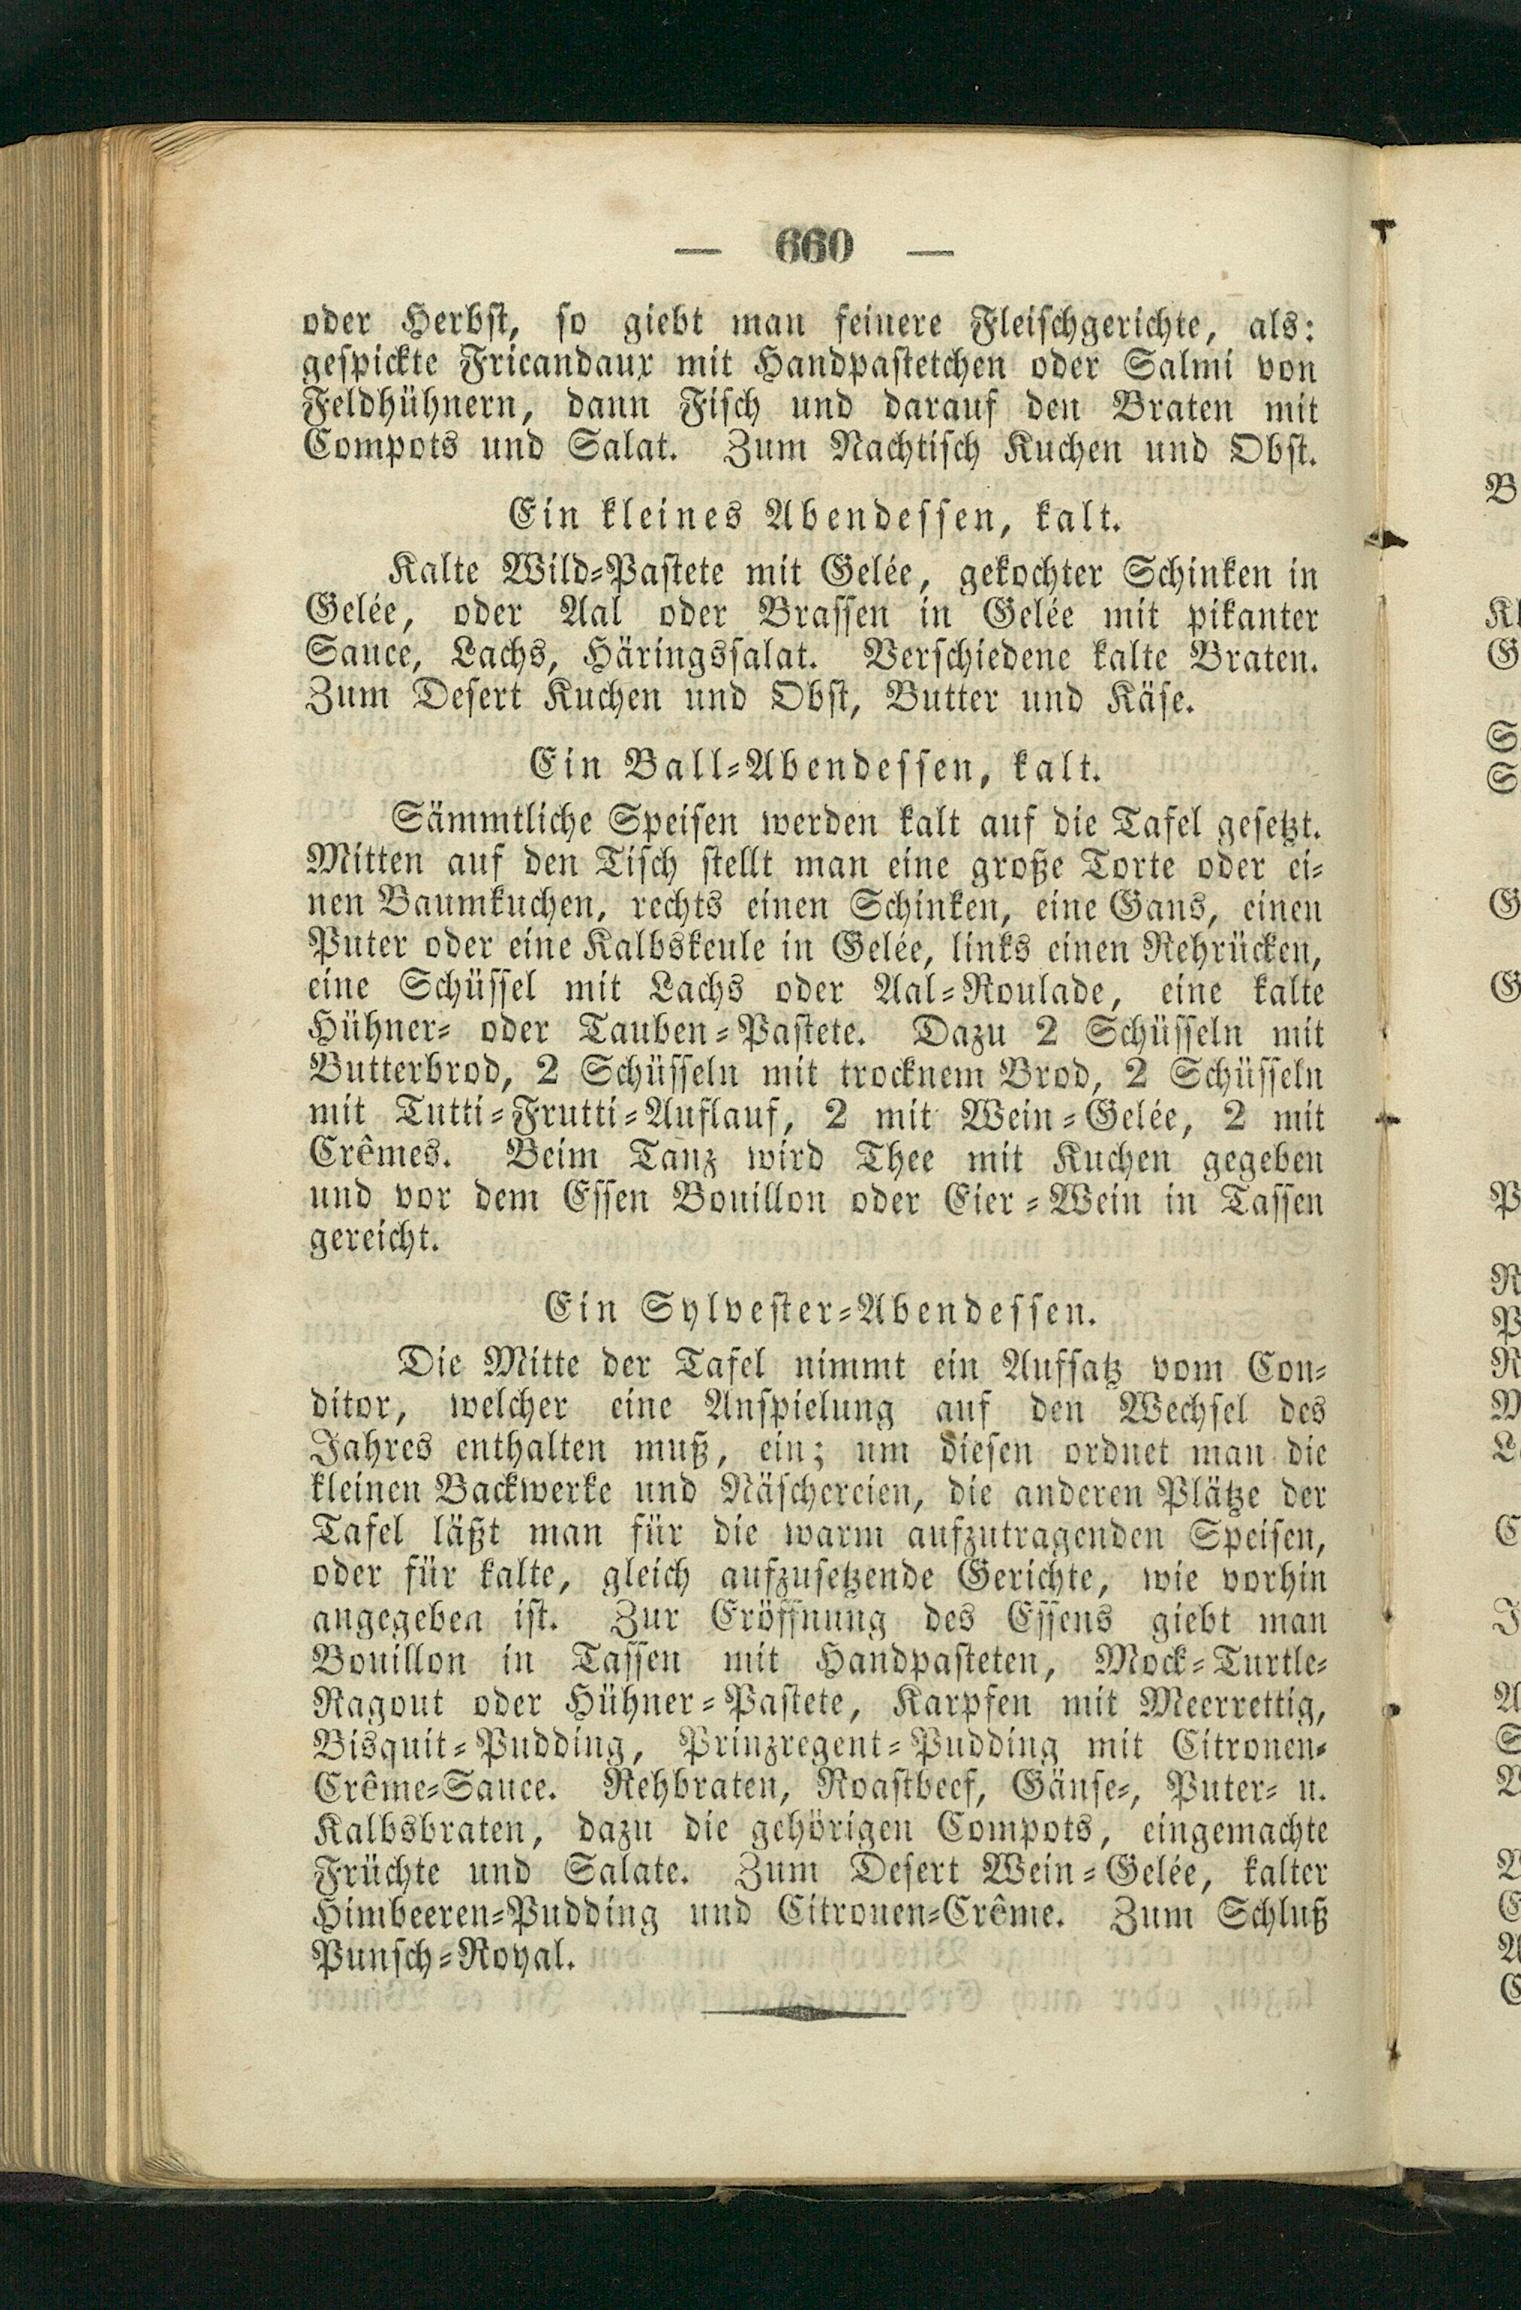 — 660 —
oder Herbst, so giebt man feinere Fleischgerichte, als:
gespickte Fricandaux mit Handpastetchen oder Salmi von
Feldhühnern, dann Fisch und darauf den Braten mit
Compots und Salat. Zum Nachtisch Kuchen und Obst.
Ein kleines Abendessen, kalt.
Kalte Wild-Pastete mit Gelée, gekochter Schinken in
Gelée, oder Aal oder Brassen in Gelée mit pikanter
Sauce, Lachs, Häringssalat. Verschiedene kalte Braten.
Zum Desert Kuchen und Obst, Butter und Käse.
Ein Ball-Abendessen, kalt.
Sämmtliche Speisen werden kalt auf die Tafel gesetzt.
Mitten auf den Tisch stellt man eine große Torte oder ei-
nen Baumkuchen, rechts einen Schinken, eine Gans, einen
Puter oder eine Kalbskeule in Gelée, links einen Rehrücken,
eine Schüssel mit Lachs oder Aal-Roulade, eine kalte
Hühner- oder Tauben-Pastete. Dazu 2 Schüsseln mit
Butterbrod, 2 Schüsseln mit trocknem Brod, 2 Schüsseln
mit Tutti-Frutti-Auflauf, 2 mit Wein-Gelée, 2 mit
Crêmes. Beim Tanz wird Thee mit Kuchen gegeben
und vor dem Essen Bouillon oder Eier-Wein in Tassen
gereicht.
Ein Sylvester-Abendessen.
Die Mitte der Tafel nimmt ein Aufsatz vom Con-
ditor, welcher eine Anspielung auf den Wechsel des
Jahres enthalten muß, ein; um diesen ordnet man die
kleinen Backwerke und Näschereien, die anderen Plätze der
Tafel läßt man für die warm aufzutragenden Speisen,
oder für kalte, gleich aufzusetzende Gerichte, wie vorhin
angegeben ist. Zur Eröffnung des Essens giebt man
Bouillon in Tassen mit Handpasteten, Mock-Turtle-
Ragout oder Hühner-Pastete, Karpfen mit Meerrettig,
Bisquit-Pudding, Prinzregent-Pudding mit Citronen-
Crême-Sauce. Rehbraten, Roastbeef, Gänse-, Puter- u.
Kalbsbraten, dazu die gehörigen Compots, eingemachte
Früchte und Salate. Zum Desert Wein-Gelée, kalter
Himbeeren-Pudding und Citronen-Crême. Zum Schluß
Punsch-Royal.